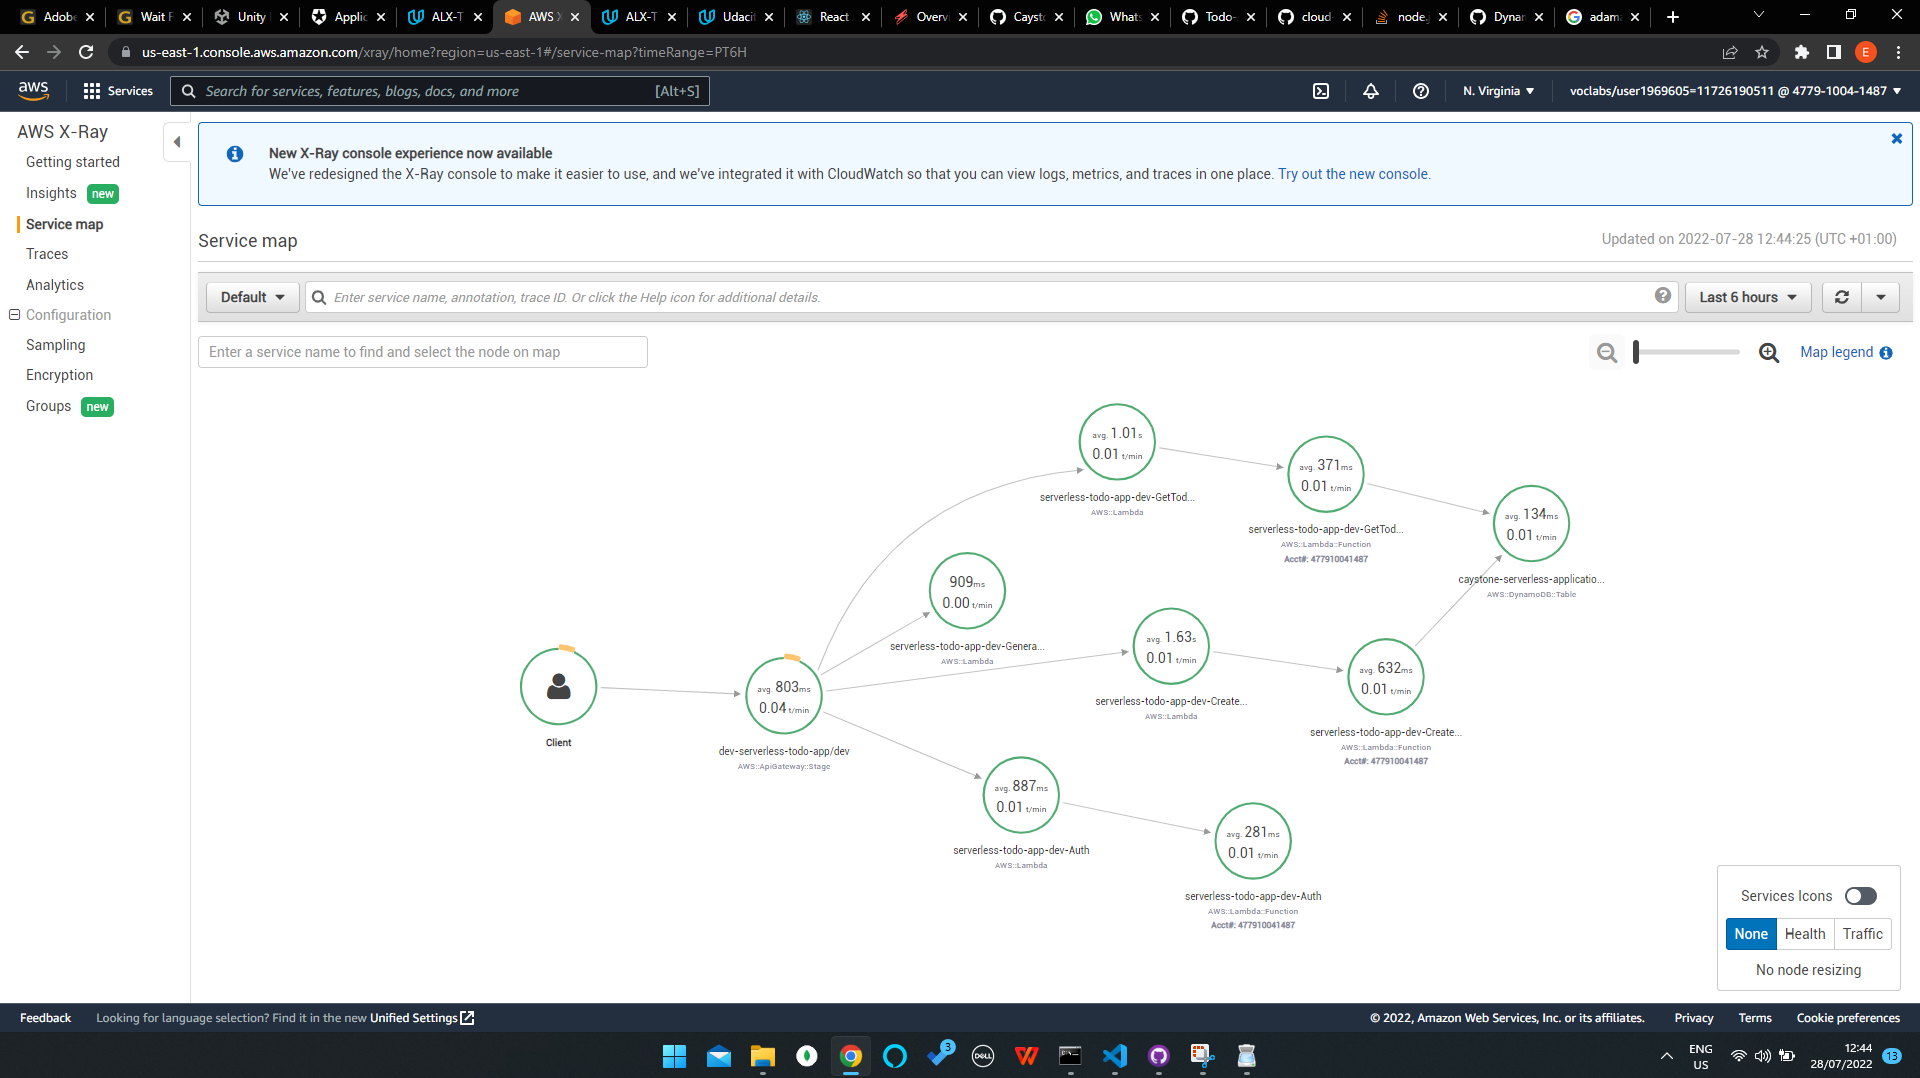 Adobe
Wait F
Unity
Applic
ALX-T
AWS X
ALX-T
Udacit
React
Overvi
Caysto
Whats
Todo-
cloud-
node.j
Dynam
adam
us-east-1.console.aws.amazon.com/xray/home?region=us-east-1#/service-map?timeRange=PT6H
E
aws
Services
Search for services, features, blogs, docs, and more
[Alt+S]
N. Virginia
voclabs/user1969605=11726190511 @ 4779-1004-1487
AWS X-Ray
Getting started
Insights new
Service map
Traces
Analytics
Configuration
Sampling
Encryption
Groups new
New X-Ray console experience now available
We've redesigned the X-Ray console to make it easier to use, and we've integrated it with CloudWatch so that you can view logs, metrics, and traces in one place. Try out the new console.
Service map
Updated on 2022-07-28 12:44:25 (UTC +01:00)
Default
Enter service name, annotation, trace ID. Or click the Help icon for additional details.
Last 6 hours
Enter a service name to find and select the node on map
Map legend
avg. 1.01s
0.01 t/min
serverless-todo-app-dev-GetTod...
AWS::Lambda
avg. 371ms
0.01 t/min
serverless-todo-app-dev-GetTod...
AWS::Lambda::Function
Acct#: 477910041487
avg. 134ms
0.01 t/min
caystone-serverless-applicatio...
AWS::DynamoDB::Table
909ms
0.00 t/min
serverless-todo-app-dev-Genera...
AWS::Lambda
avg. 1.63s
0.01 t/min
serverless-todo-app-dev-Create...
AWS::Lambda
avg. 632ms
0.01 t/min
serverless-todo-app-dev-Create...
AWS::Lambda::Function
Acct#: 477910041487
Client
avg. 803ms
0.04 t/min
dev-serverless-todo-app/dev
AWS::ApiGateway::Stage
avg. 887ms
0.01 t/min
serverless-todo-app-dev-Auth
AWS::Lambda
avg. 281ms
0.01 t/min
serverless-todo-app-dev-Auth
AWS::Lambda::Function
Acct#: 477910041487
Services Icons
None Health Traffic
No node resizing
Feedback
Looking for language selection? Find it in the new Unified Settings
© 2022, Amazon Web Services, Inc. or its affiliates.
Privacy
Terms
Cookie preferences
3
DELL
ENG
US
12:44
28/07/2022
13